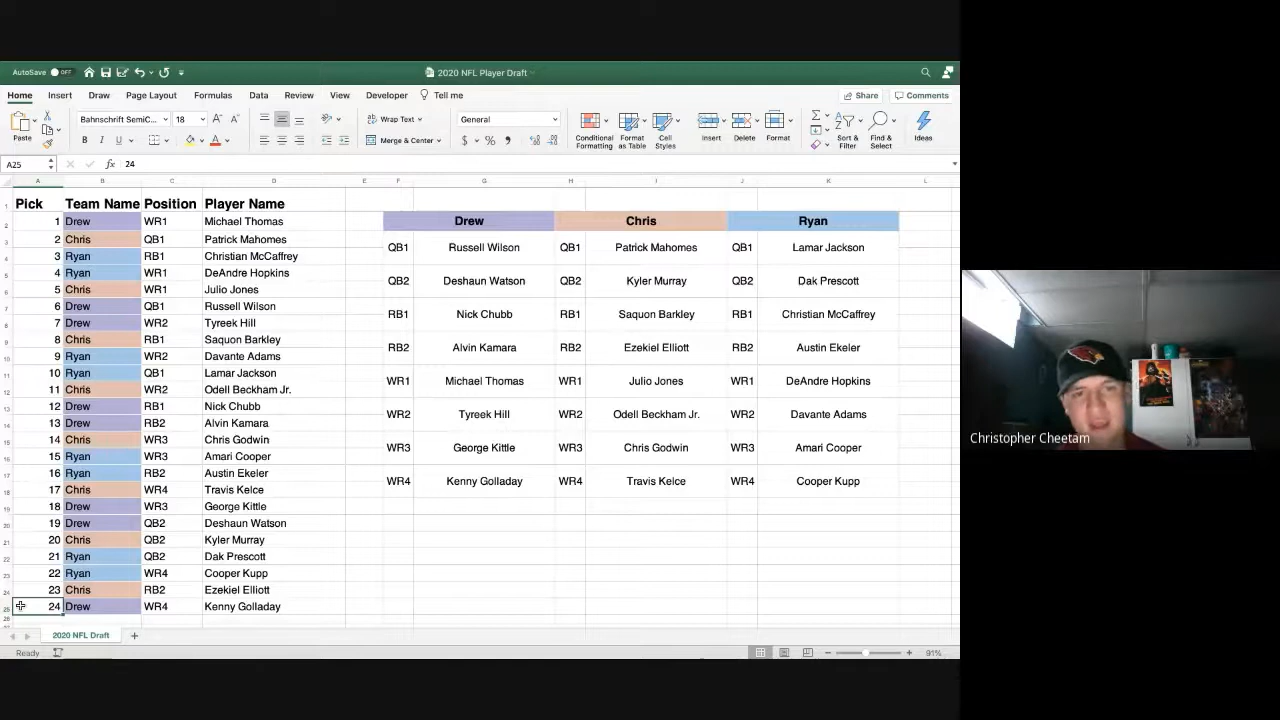 AutoSave OFF 2020 NFL Player Draft
Home Insert Draw Page Layout Formulas Data Review View Developer Tell me Share Comments
Paste Bahnschrift SemiC... 18 Wrap Text General Conditional Formatting Format as Table Cell Styles Insert Delete Format Sort & Filter Find & Select Ideas
B I U Merge & Center $ % ,
A25 fx 24
A B C D E F G H I J K L
Pick Team Name Position Player Name
1 Drew WR1 Michael Thomas
2 Chris QB1 Patrick Mahomes
3 Ryan RB1 Christian McCaffrey
4 Ryan WR1 DeAndre Hopkins
5 Chris WR1 Julio Jones
6 Drew QB1 Russell Wilson
7 Drew WR2 Tyreek Hill
8 Chris RB1 Saquon Barkley
9 Ryan WR2 Davante Adams
10 Ryan QB1 Lamar Jackson
11 Chris WR2 Odell Beckham Jr.
12 Drew RB1 Nick Chubb
13 Drew RB2 Alvin Kamara
14 Chris WR3 Chris Godwin
15 Ryan WR3 Amari Cooper
16 Ryan RB2 Austin Ekeler
17 Chris WR4 Travis Kelce
18 Drew WR3 George Kittle
19 Drew QB2 Deshaun Watson
20 Chris QB2 Kyler Murray
21 Ryan QB2 Dak Prescott
22 Ryan WR4 Cooper Kupp
23 Chris RB2 Ezekiel Elliott
24 Drew WR4 Kenny Golladay
Drew Chris Ryan
QB1 Russell Wilson QB1 Patrick Mahomes QB1 Lamar Jackson
QB2 Deshaun Watson QB2 Kyler Murray QB2 Dak Prescott
RB1 Nick Chubb RB1 Saquon Barkley RB1 Christian McCaffrey
RB2 Alvin Kamara RB2 Ezekiel Elliott RB2 Austin Ekeler
WR1 Michael Thomas WR1 Julio Jones WR1 DeAndre Hopkins
WR2 Tyreek Hill WR2 Odell Beckham Jr. WR2 Davante Adams
WR3 George Kittle WR3 Chris Godwin WR3 Amari Cooper
WR4 Kenny Golladay WR4 Travis Kelce WR4 Cooper Kupp
2020 NFL Draft
Ready 91%
Christopher Cheetam